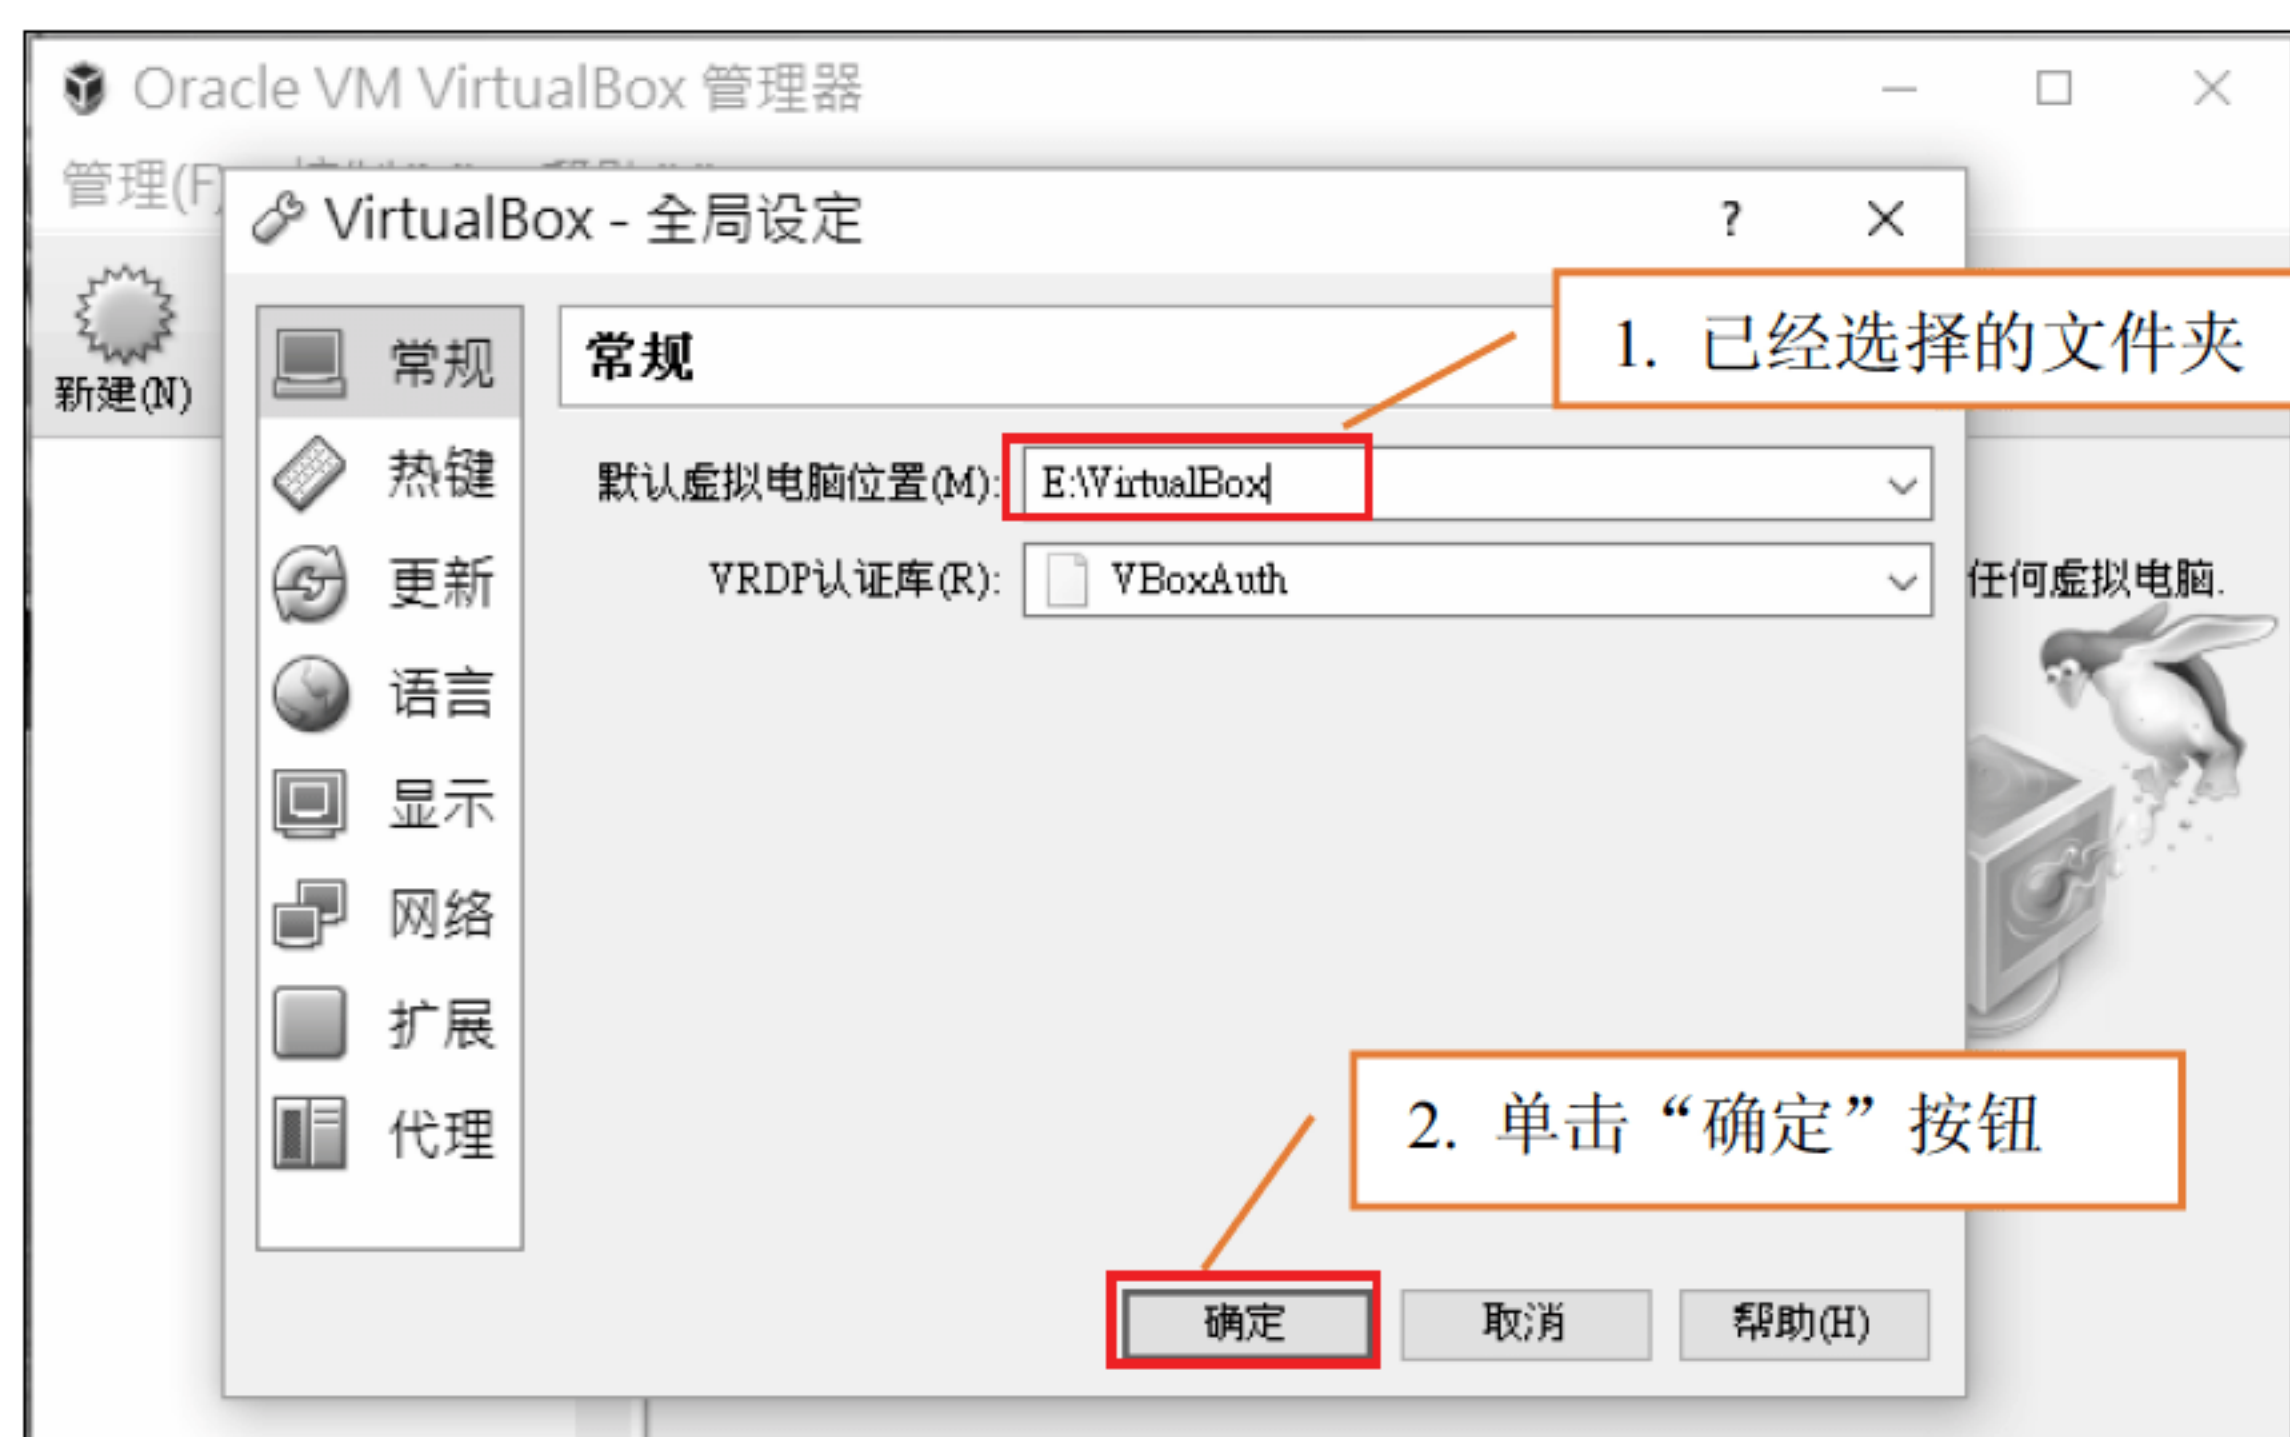 Oracle VM VirtualBox 管理器
管理(F)
VirtualBox - 全局设定
?
新建(N)
常规
热键
更新
语言
显示
网络
扩展
代理
常规
1. 已经选择的文件夹
默认虚拟电脑位置(M): E:\VirtualBox
VRDP认证库(R): VBoxAuth
任何虚拟电脑.
2. 单击“确定”按钮
确定 取消 帮助(H)